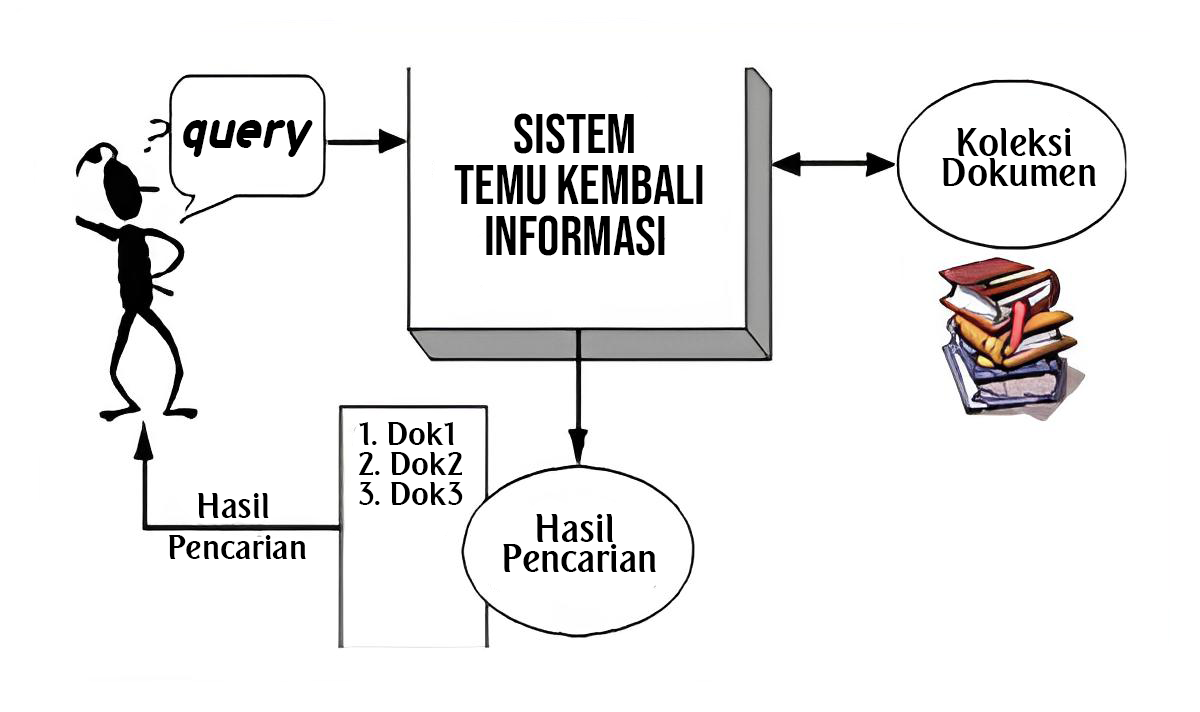 query
SISTEM
TEMU KEMBALI
INFORMASI
Koleksi
Dokumen
1. Dok1
2. Dok2
3. Dok3
Hasil
Pencarian
Hasil
Pencarian